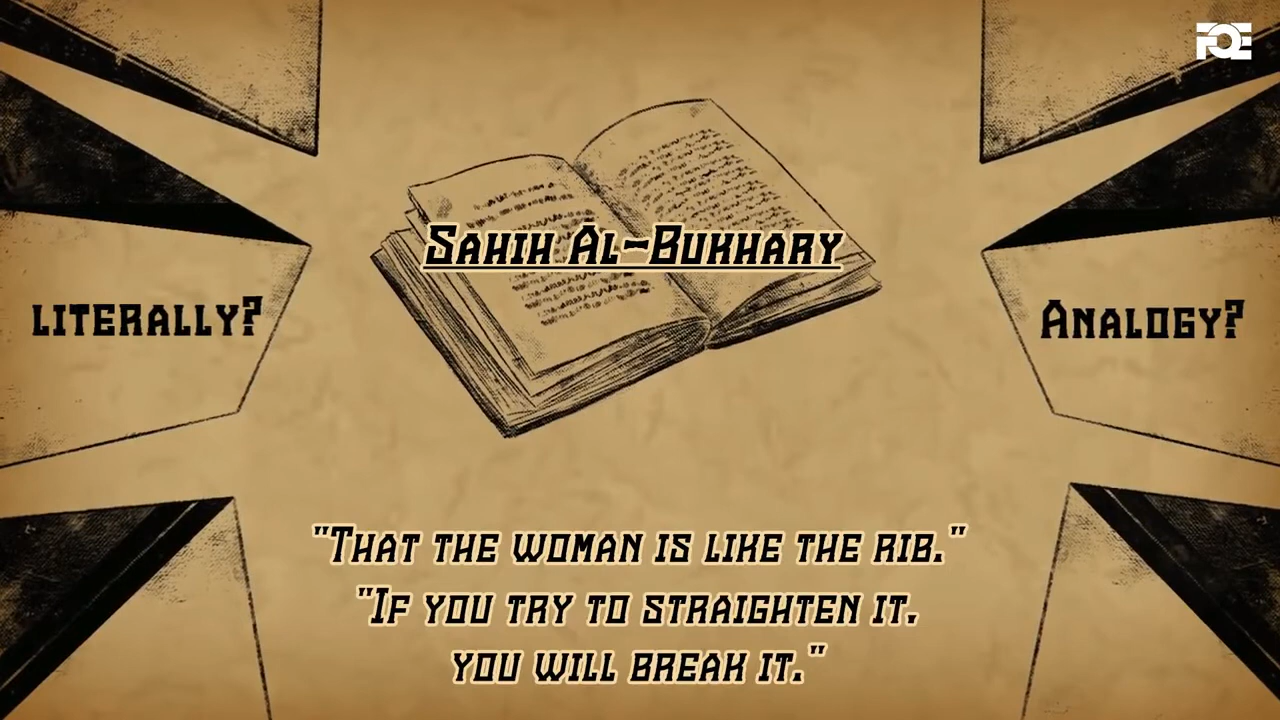 FQE
Sahih Al-Bukhary
literally?
Analogy?
"That the woman is like the rib."
"If you try to straighten it.
you will break it."